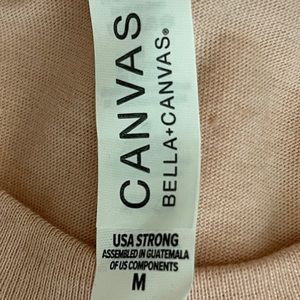 CANVAS
BELLA+CANVAS®
USA STRONG
ASSEMBLED IN GUATEMALA
OF US COMPONENTS
M